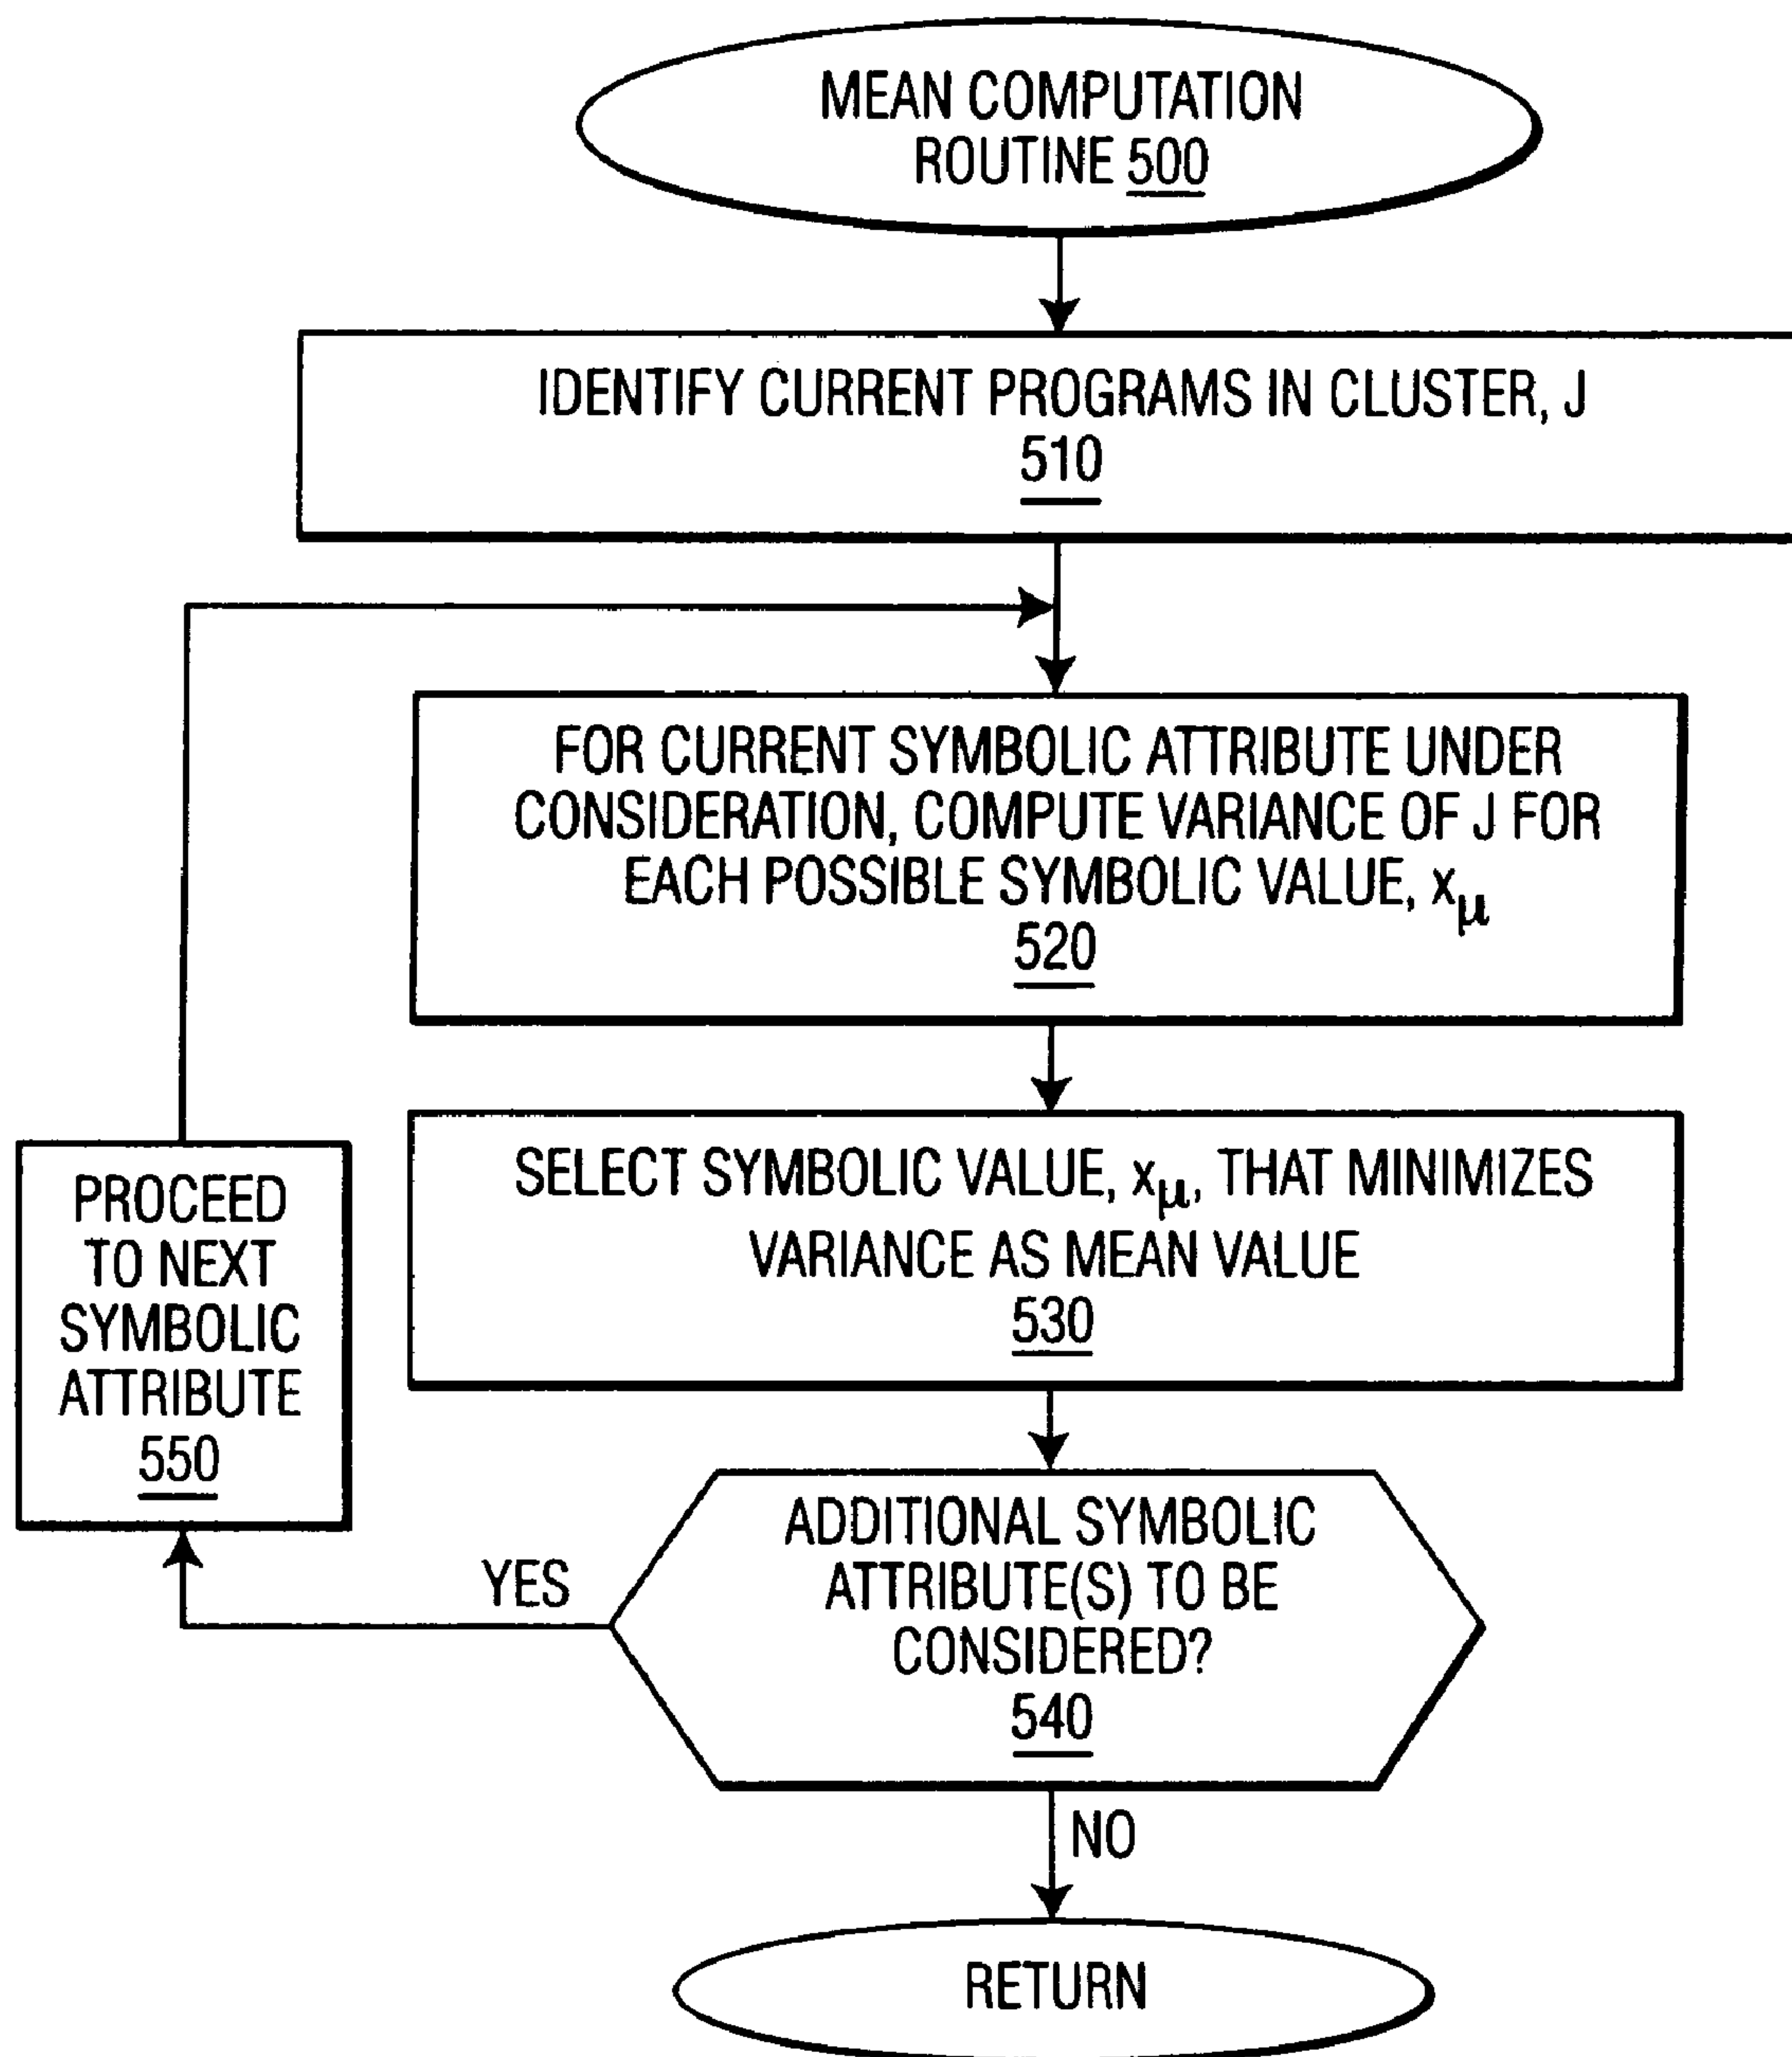 MEAN COMPUTATION
ROUTINE 500
IDENTIFY CURRENT PROGRAMS IN CLUSTER, J
510
FOR CURRENT SYMBOLIC ATTRIBUTE UNDER
CONSIDERATION, COMPUTE VARIANCE OF J FOR
EACH POSSIBLE SYMBOLIC VALUE, xμ
520
SELECT SYMBOLIC VALUE, xμ, THAT MINIMIZES
VARIANCE AS MEAN VALUE
530
PROCEED
TO NEXT
SYMBOLIC
ATTRIBUTE
550
YES
ADDITIONAL SYMBOLIC
ATTRIBUTE(S) TO BE
CONSIDERED?
540
NO
RETURN